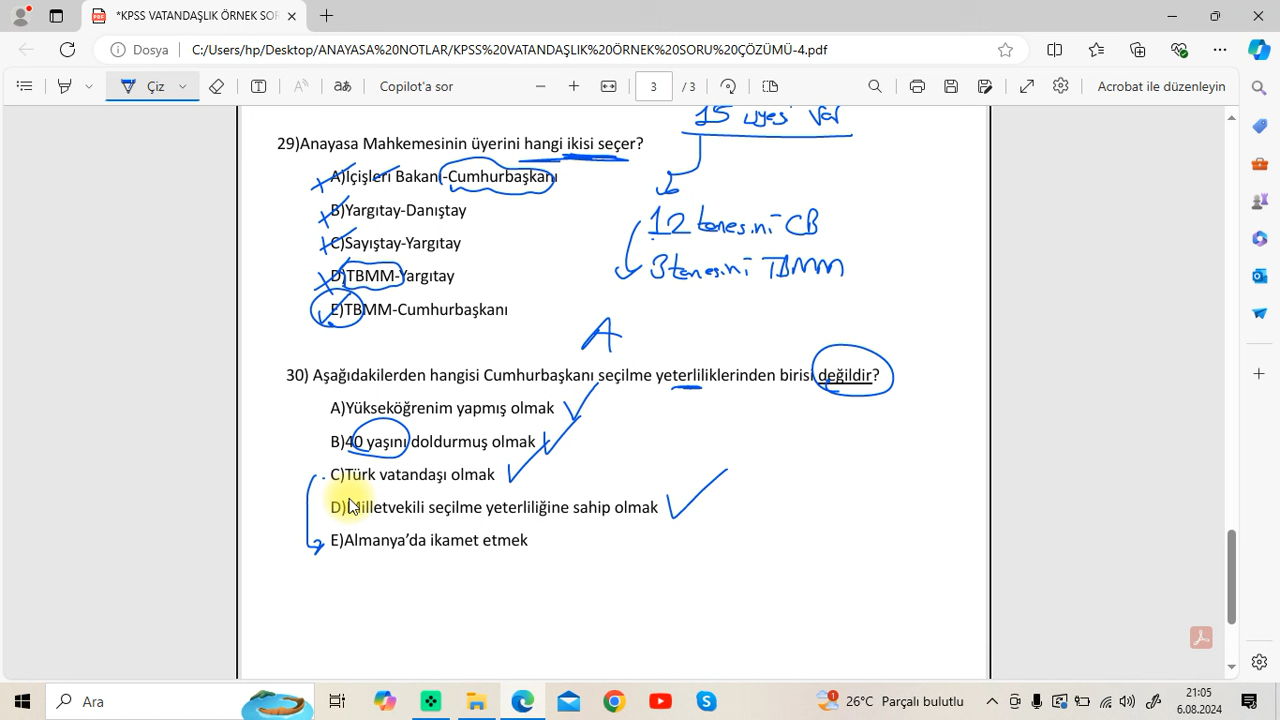 *KPSS VATANDAŞLIK ÖRNEK SOR
Dosya
C:/Users/hp/Desktop/ANAYASA%20NOTLAR/KPSS%20VATANDAŞLIK%20ÖRNEK%20SORU%20ÇÖZÜMÜ-4.pdf
Çiz
Copilot'a sor
3 / 3
Acrobat ile düzenleyin
15 üyesi var
29)Anayasa Mahkemesinin üyerini hangi ikisi seçer?
A)İçişleri Bakanı-Cumhurbaşkanı
B)Yargıtay-Danıştay
C)Sayıştay-Yargıtay
D)TBMM-Yargıtay
E)TBMM-Cumhurbaşkanı
12 tenesini CB
3 tenesini TBMM
A
30) Aşağıdakilerden hangisi Cumhurbaşkanı seçilme yeterliliklerinden birisi değildir?
A)Yükseköğrenim yapmış olmak
B)40 yaşını doldurmuş olmak
C)Türk vatandaşı olmak
D)Milletvekili seçilme yeterliliğine sahip olmak
E)Almanya'da ikamet etmek
Ara
26°C Parçalı bulutlu
21:05
6.08.2024